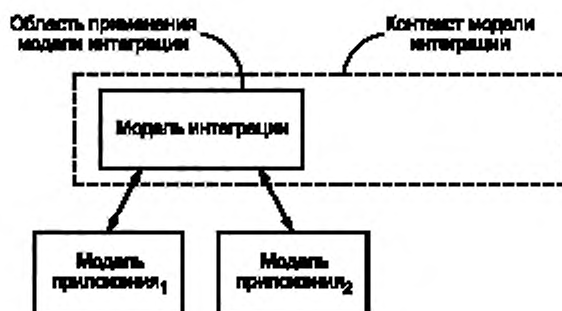 Область применения
модели интеграции
Контекст модели
интеграции
Модель интеграции
Модель
приложения1
Модель
приложения2